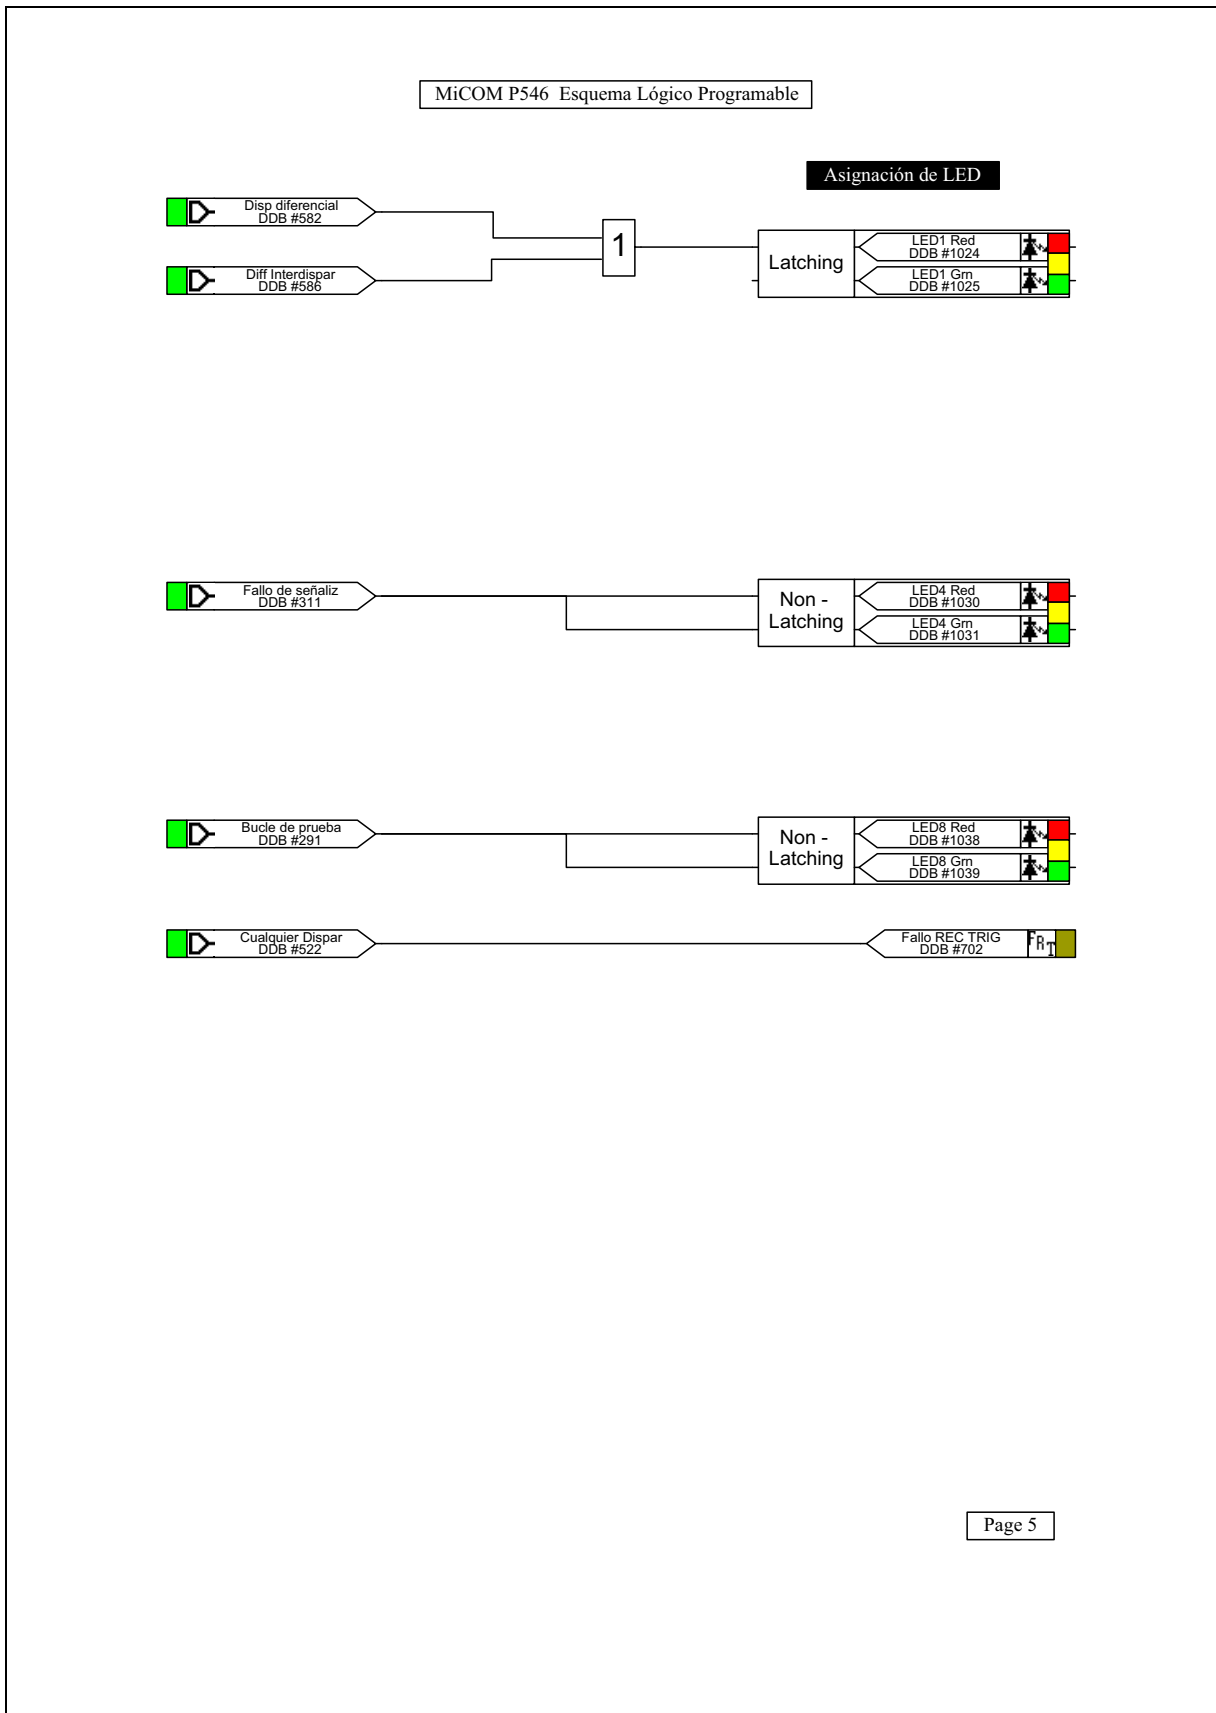 MiCOM P546 Esquema Lógico Programable
Asignación de LED
Disp diferencial
DDB #582
Diff Interdispar
DDB #586
1
Latching
LED1 Red
DDB #1024
LED1 Grn
DDB #1025
Fallo de señaliz
DDB #311
Non -
Latching
LED4 Red
DDB #1030
LED4 Grn
DDB #1031
Bucle de prueba
DDB #291
Non -
Latching
LED8 Red
DDB #1038
LED8 Grn
DDB #1039
Cualquier Dispar
DDB #522
Fallo REC TRIG
DDB #702
FRT
Page 5